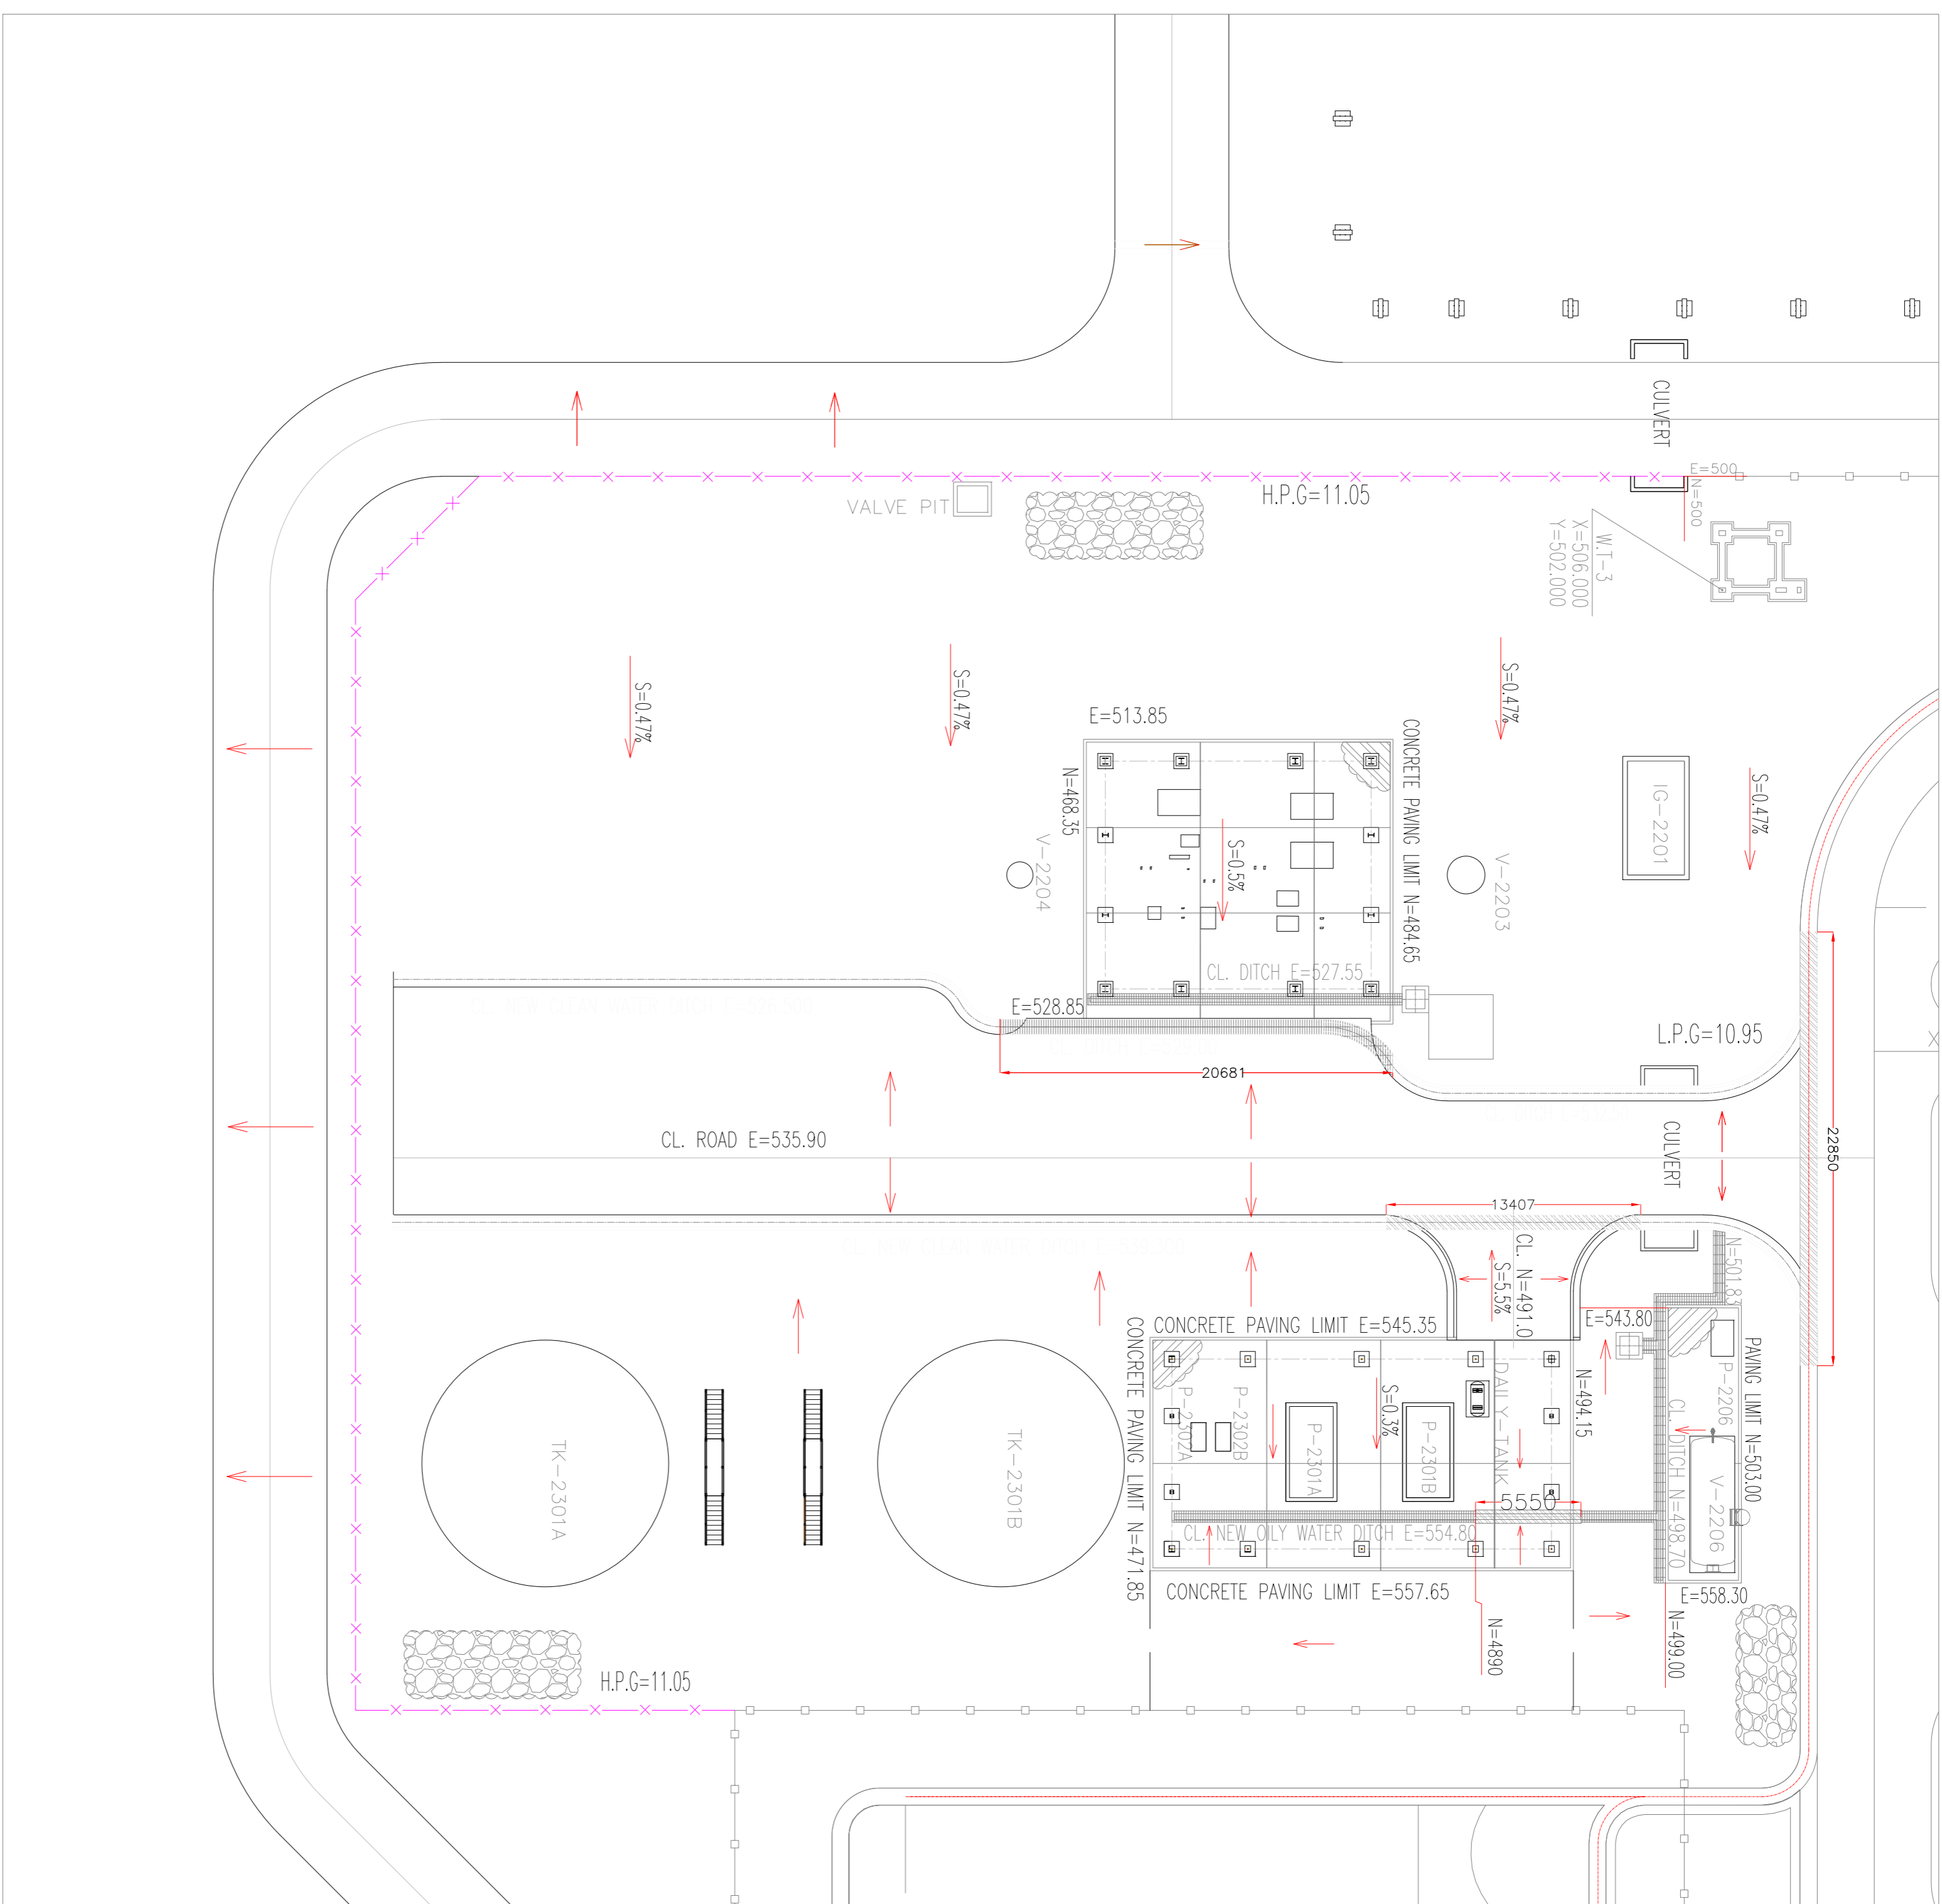 CULVERT
E=500
N=500
H.P.G=11.05
VALVE PIT
W.T-3
X=506.000
Y=502.000
S=0.47%
S=0.47%
S=0.47%
S=0.47%
E=513.85
CONCRETE PAVING LIMIT N=484.65
N=468.35
IG-2201
V-2204
S=0.5%
V-2203
CL. DITCH E=527.55
E=528.85
L.P.G=10.95
20681
CULVERT
22850
CL. ROAD E=535.90
13407
CL. N=491.0
S=5.5%
N=501.83
E=543.80
CONCRETE PAVING LIMIT E=545.35
CONCRETE PAVING LIMIT N=471.85
PAVING LIMIT N=503.00
P-2206
N=494.15
DAILY-TANK
P-2302A
P-2302B
S=0.3%
P-2301A
P-2301B
CL. DITCH N=498.70
V-2206
TK-2301A
TK-2301B
5550
CL. NEW OILY WATER DITCH E=554.80
CONCRETE PAVING LIMIT E=557.65
E=558.30
N=4890
N=499.00
H.P.G=11.05